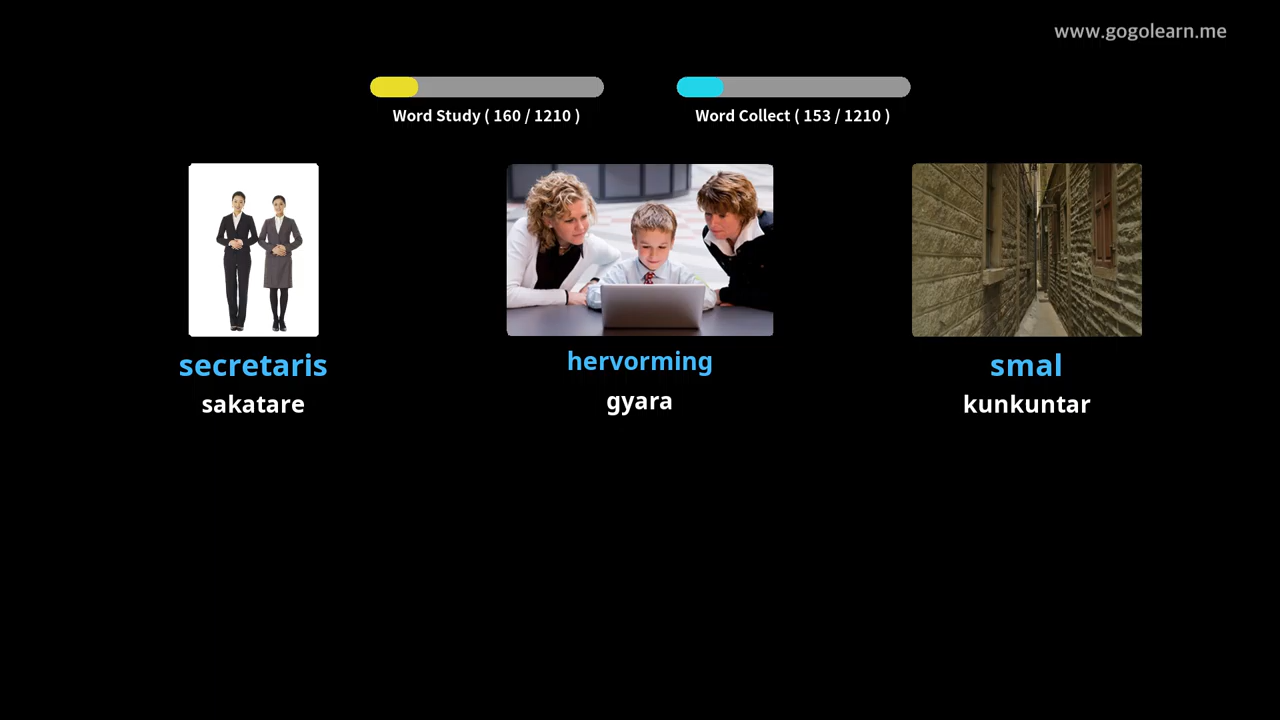 www.gogolearn.me
Word Study ( 160 / 1210 )
Word Collect ( 153 / 1210 )
secretaris
sakatare
hervorming
gyara
smal
kunkuntar